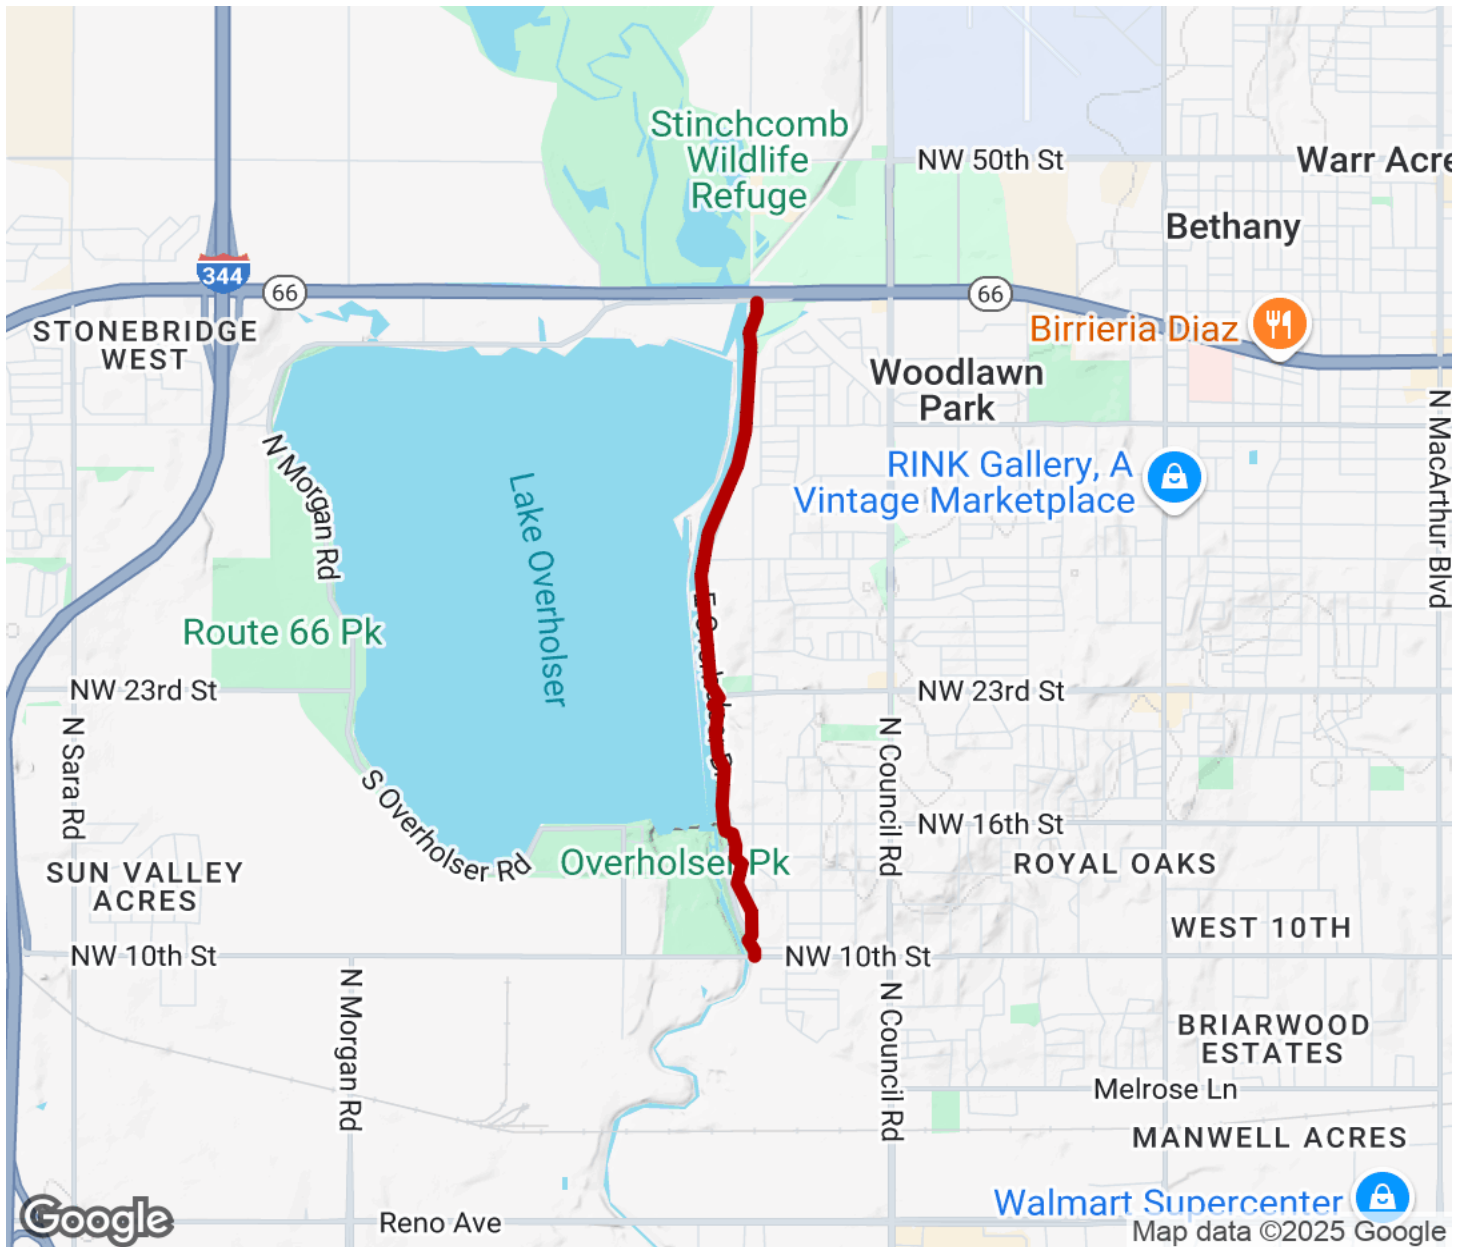 Stinchcomb
Wildlife
Refuge
NW 50th St
Warr Acre
Bethany
344
66
66
STONEBRIDGE
WEST
Birrieria Diaz
Woodlawn
Park
N MacArthur Blvd
N Morgan Rd
RINK Gallery, A
Vintage Marketplace
Lake Overholser
Route 66 Pk
NW 23rd St
NW 23rd St
N Sara Rd
N Council Rd
S Overholser Rd
NW 16th St
Overholser Pk
ROYAL OAKS
SUN VALLEY
ACRES
WEST 10TH
NW 10th St
NW 10th St
N Morgan Rd
N Council Rd
BRIARWOOD
ESTATES
Melrose Ln
MANWELL ACRES
Walmart Supercenter
Google
Reno Ave
Map data ©2025 Google